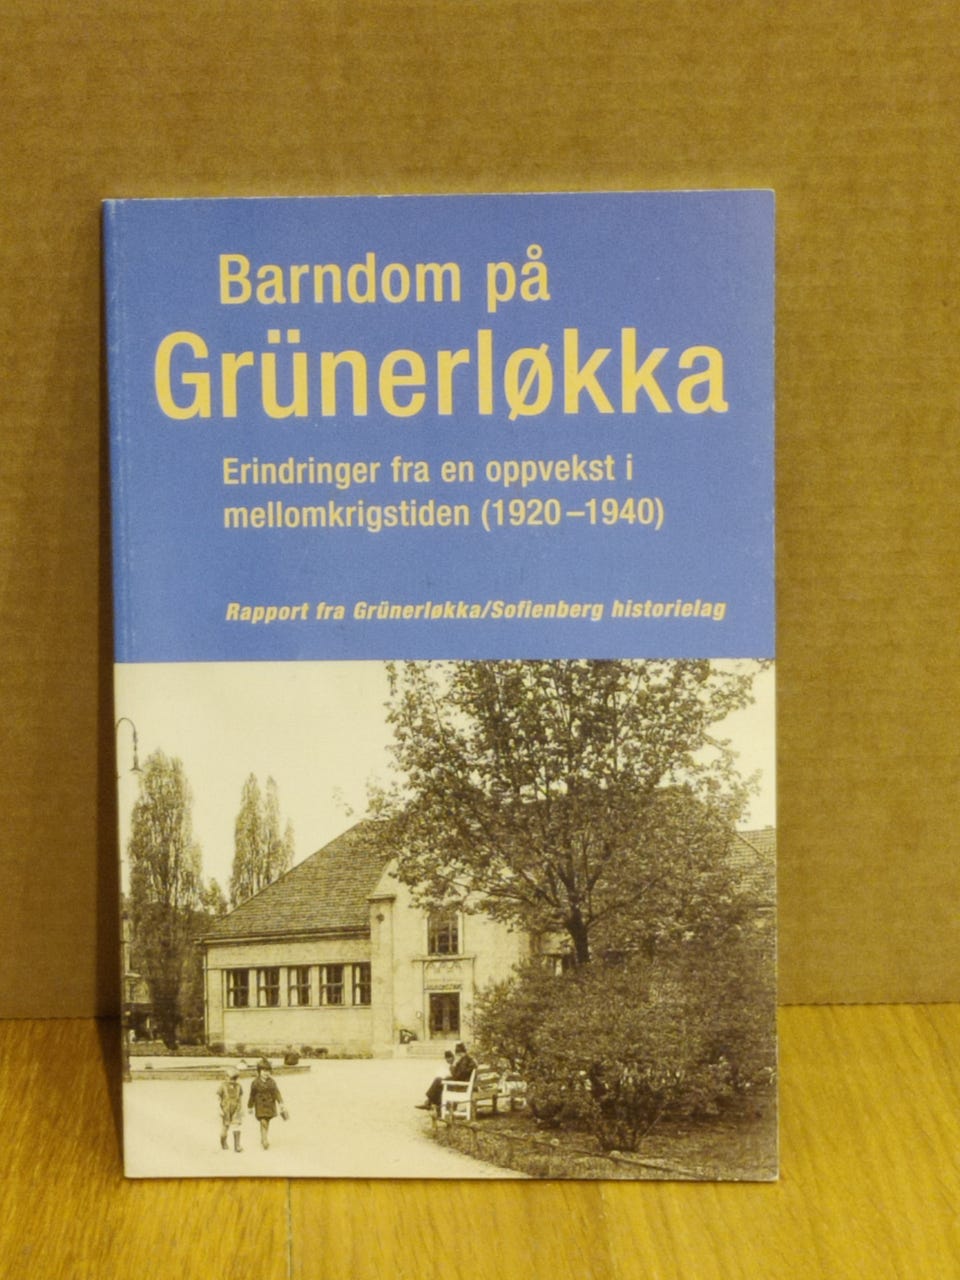 Barndom på
Grünerløkka
Erindringer fra en oppvekst i
mellomkrigstiden (1920–1940)
Rapport fra Grünerløkka/Sofienberg historielag